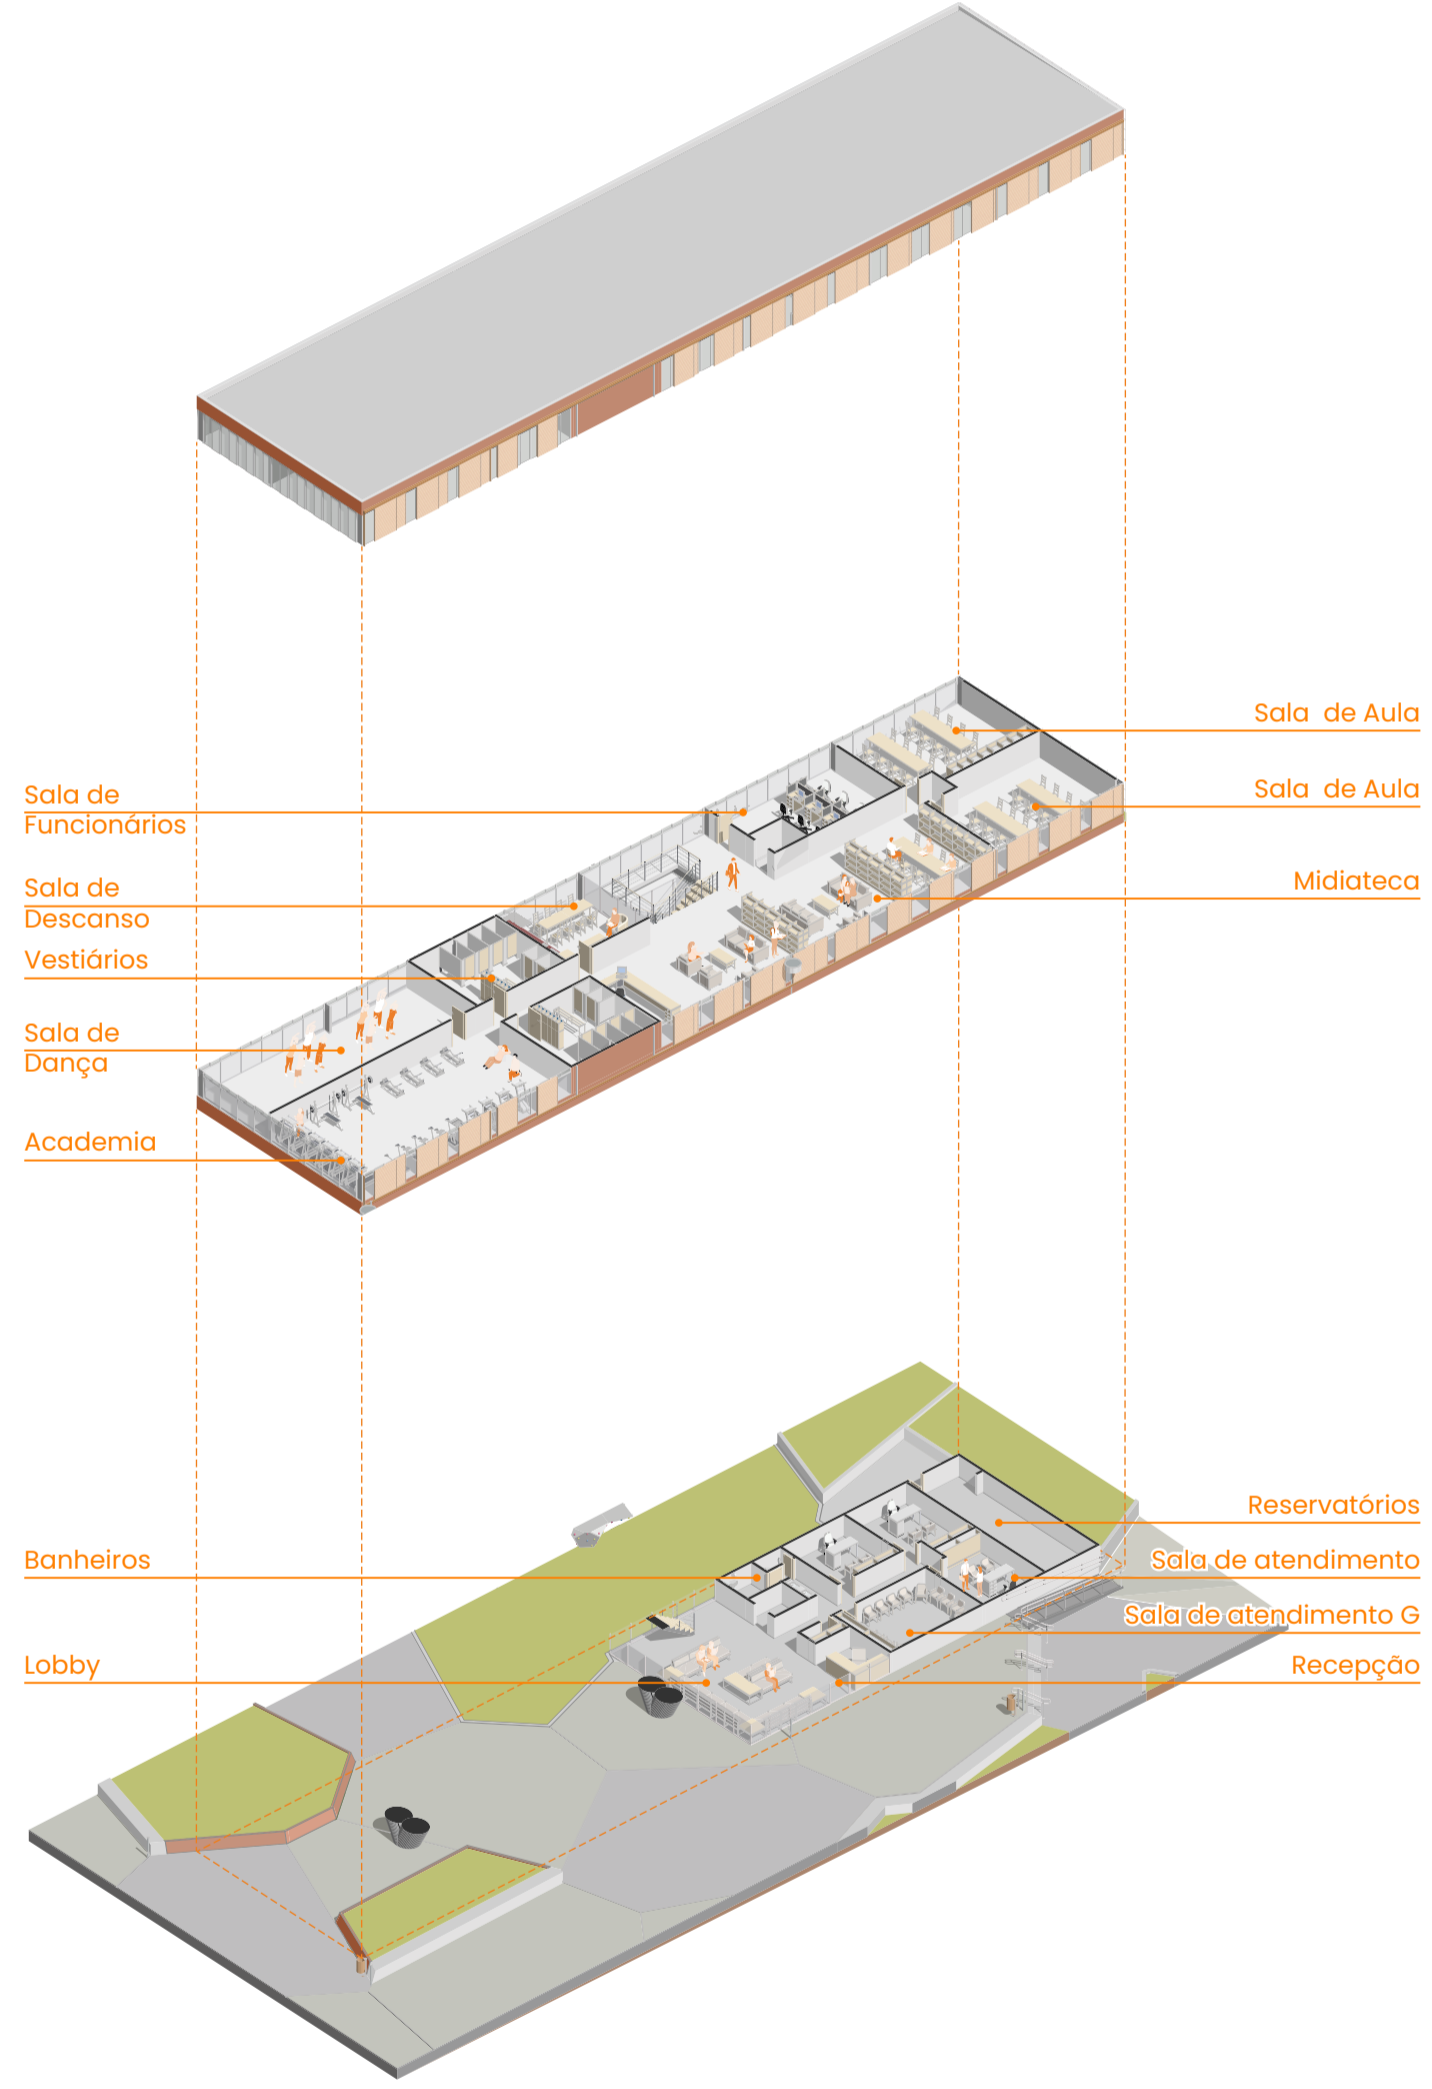 Sala de Aula
Sala de Aula
Midiateca
Sala de
Funcionários
Sala de
Descanso
Vestiários
Sala de
Dança
Academia
Reservatórios
Sala de atendimento
Sala de atendimento G
Recepção
Banheiros
Lobby